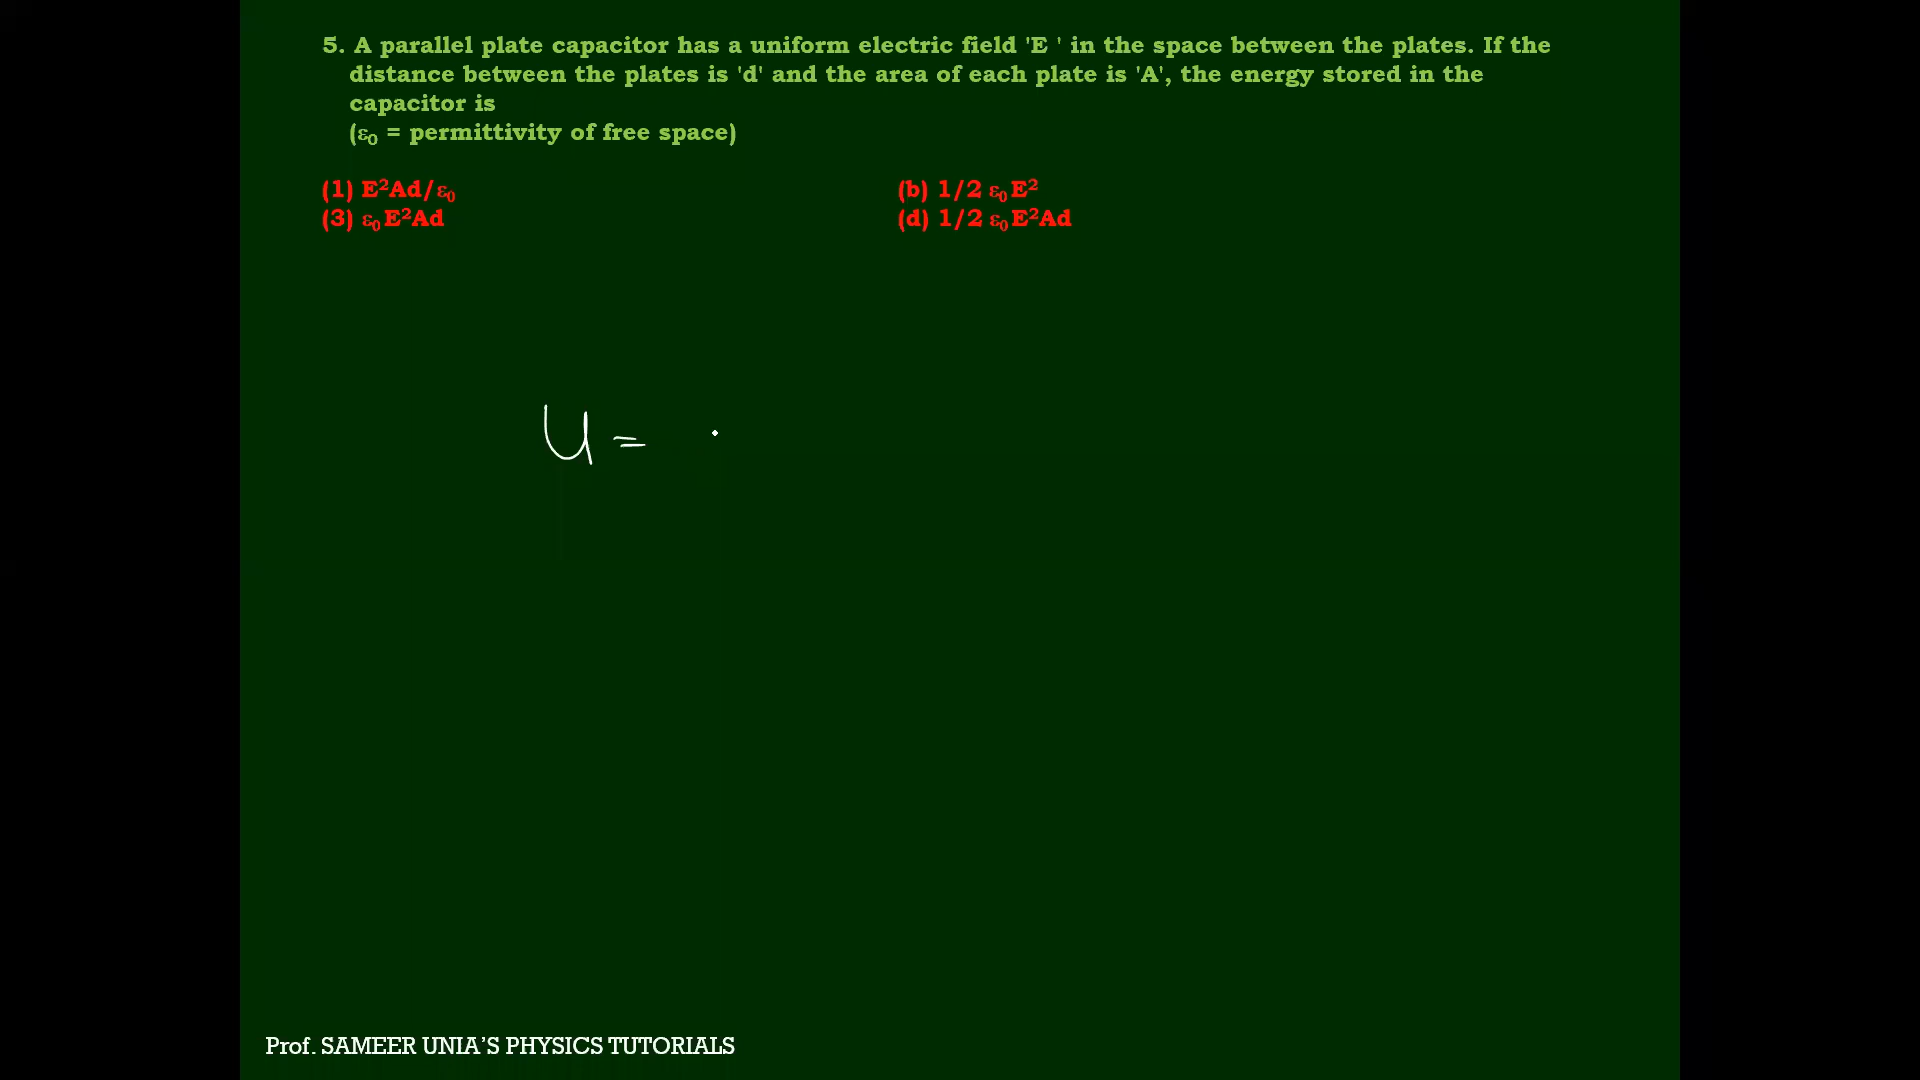 5. A parallel plate capacitor has a uniform electric field 'E ' in the space between the plates. If the
distance between the plates is 'd' and the area of each plate is 'A', the energy stored in the
capacitor is
(ε₀ = permittivity of free space)
(1) E²Ad/ε₀ (b) 1/2 ε₀E²
(3) ε₀E²Ad (d) 1/2 ε₀E²Ad
U =
Prof. SAMEER UNIA’S PHYSICS TUTORIALS